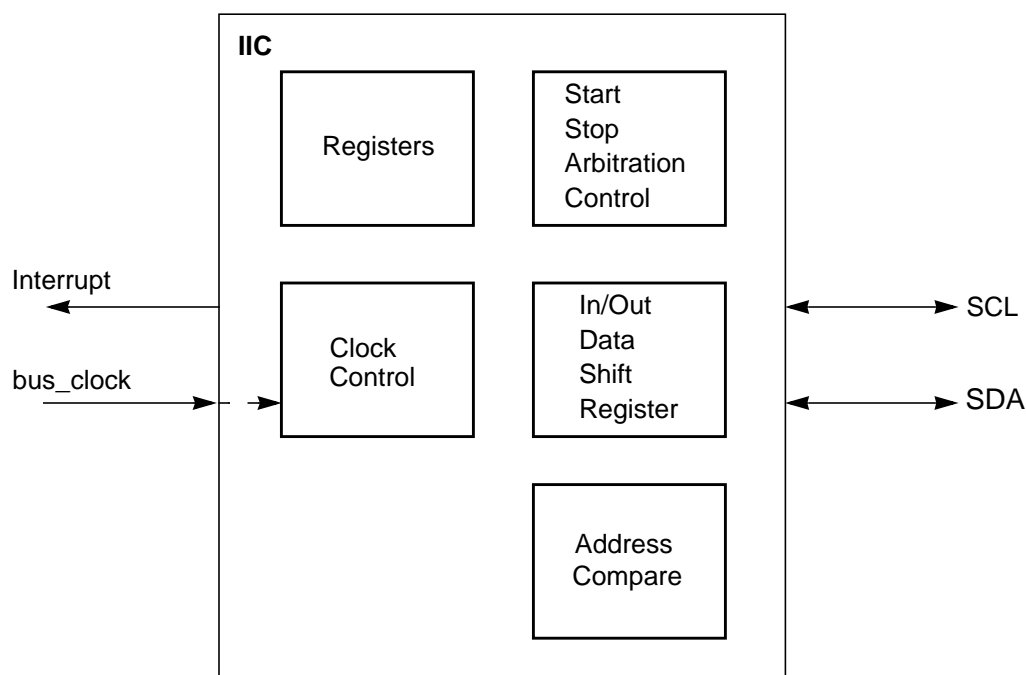 IIC
Registers
Start
Stop
Arbitration
Control
Interrupt
bus_clock
Clock
Control
In/Out
Data
Shift
Register
SCL
SDA
Address
Compare